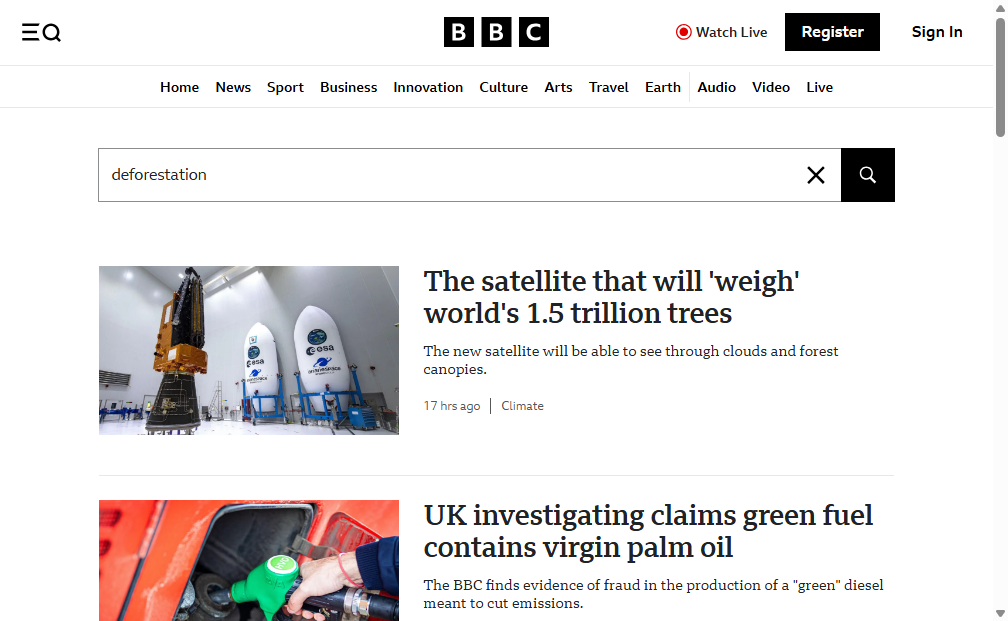 BBC
Watch Live
Register
Sign In
Home News Sport Business Innovation Culture Arts Travel Earth Audio Video Live
deforestation
esa
esa
The satellite that will 'weigh'
world's 1.5 trillion trees
The new satellite will be able to see through clouds and forest
canopies.
17 hrs ago | Climate
UK investigating claims green fuel
contains virgin palm oil
The BBC finds evidence of fraud in the production of a "green" diesel
meant to cut emissions.